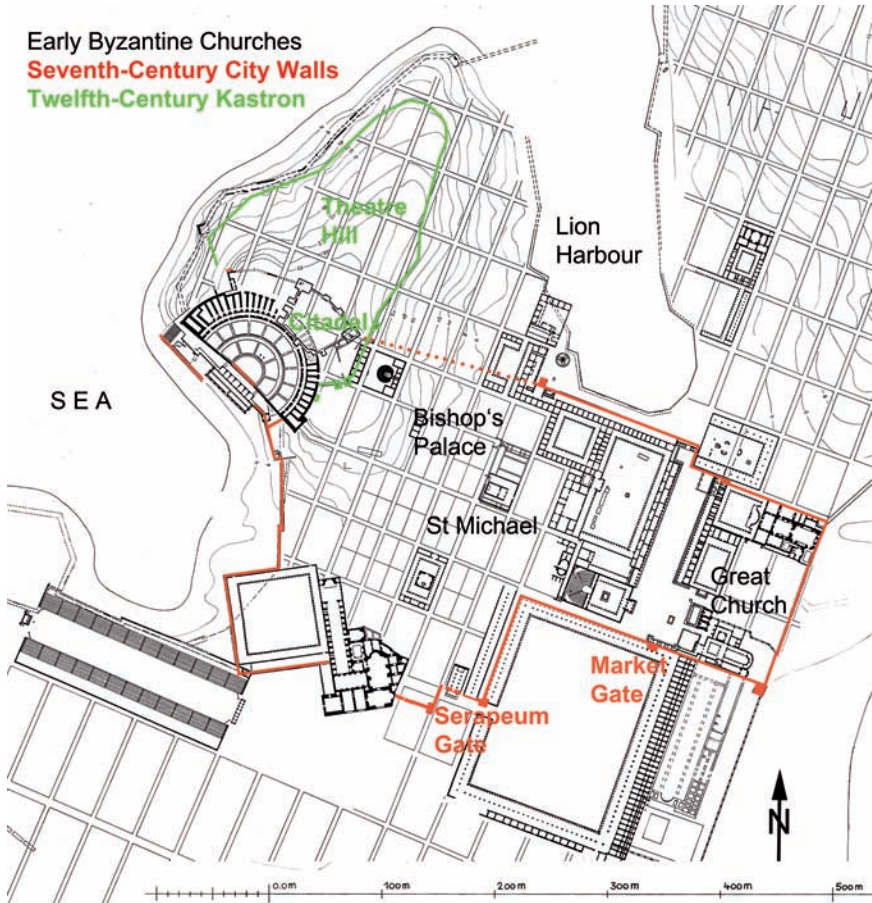 Early Byzantine Churches
Seventh-Century City Walls
Twelfth-Century Kastron
Theatre
Hill
Lion
Harbour
Citadel
SEA
Bishop‘s
Palace
St Michael
Great
Church
Market
Gate
Serapeum
Gate
N
0.0m 100m 200m 300m 400m 500m